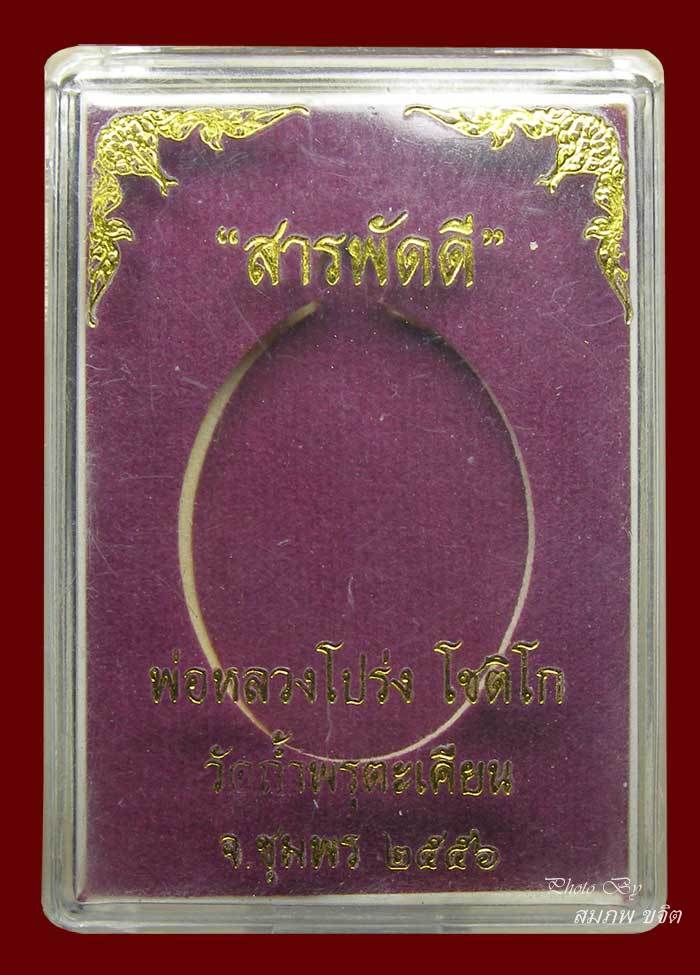 “สารพัดดี”
พ่อหลวงโปร่ง โชติโก
วัดถ้ำพรุตะเคียน
จ.ชุมพร ๒๕๕๖
Photo By
สมภพ ขจิต